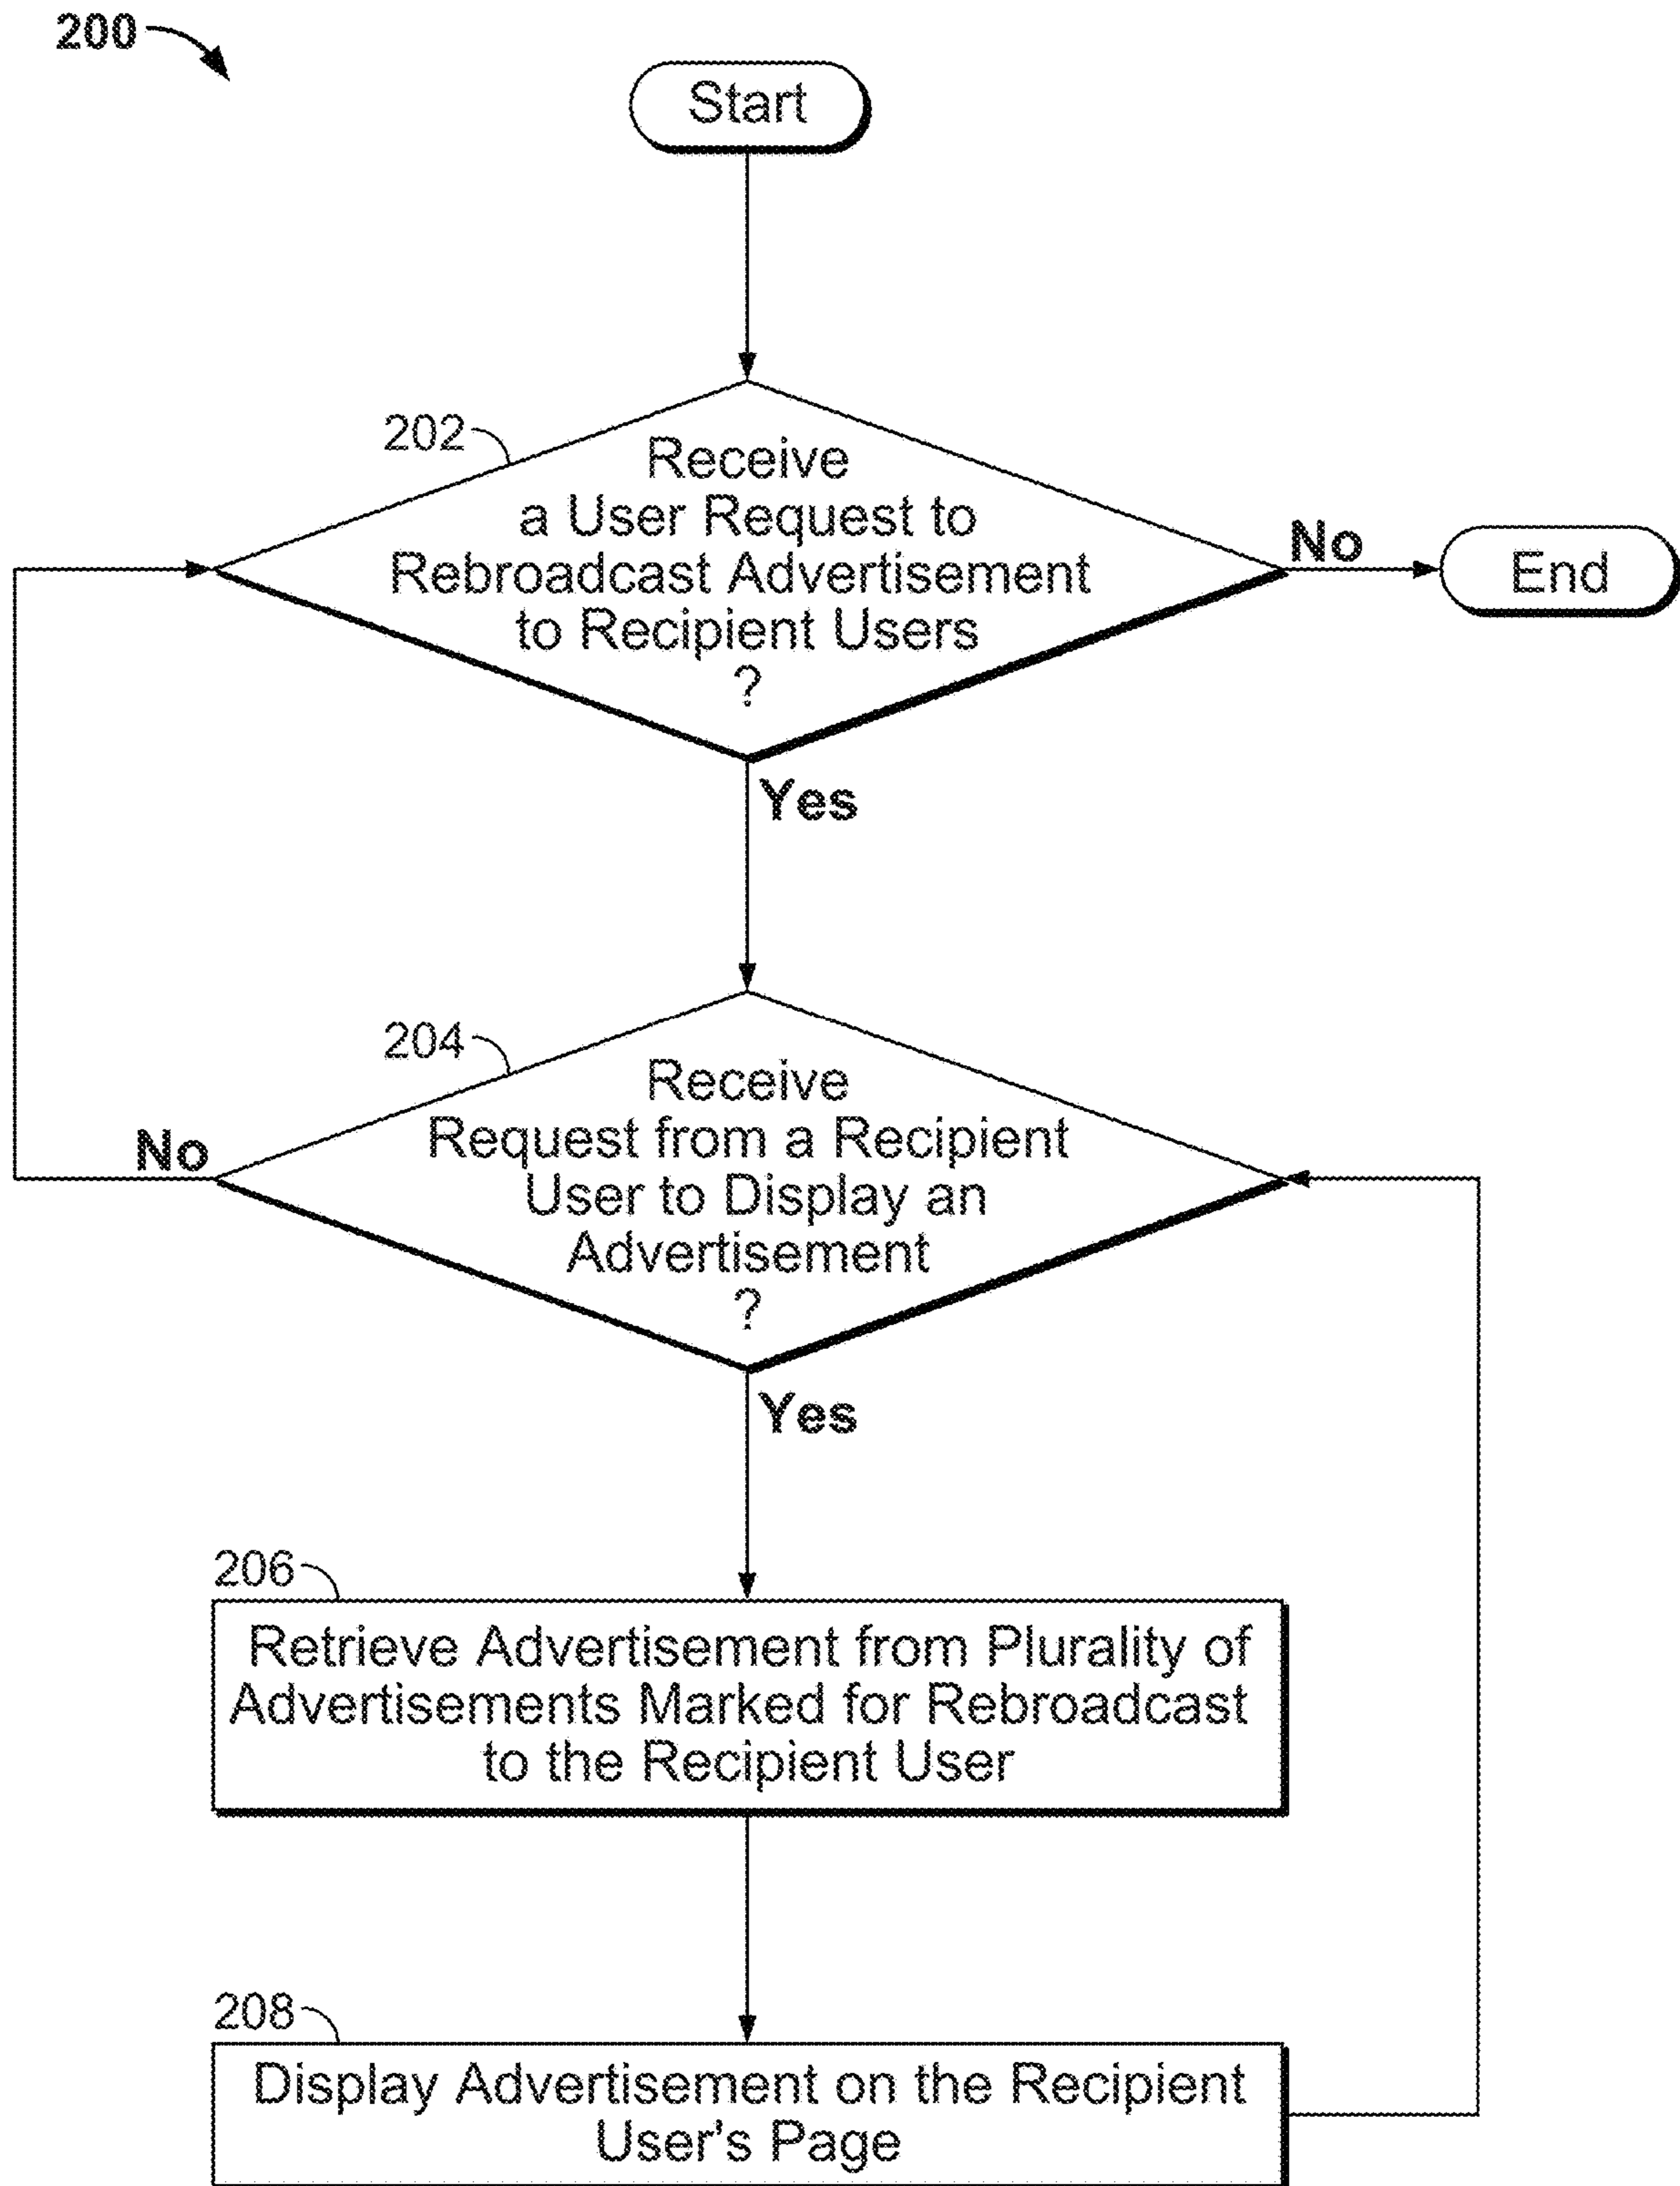 200
Start
202
Receive
a User Request to
Rebroadcast Advertisement
to Recipient Users
?
No
End
Yes
204
Receive
Request from a Recipient
User to Display an
Advertisement
?
No
Yes
206
Retrieve Advertisement from Plurality of
Advertisements Marked for Rebroadcast
to the Recipient User
208
Display Advertisement on the Recipient
User's Page